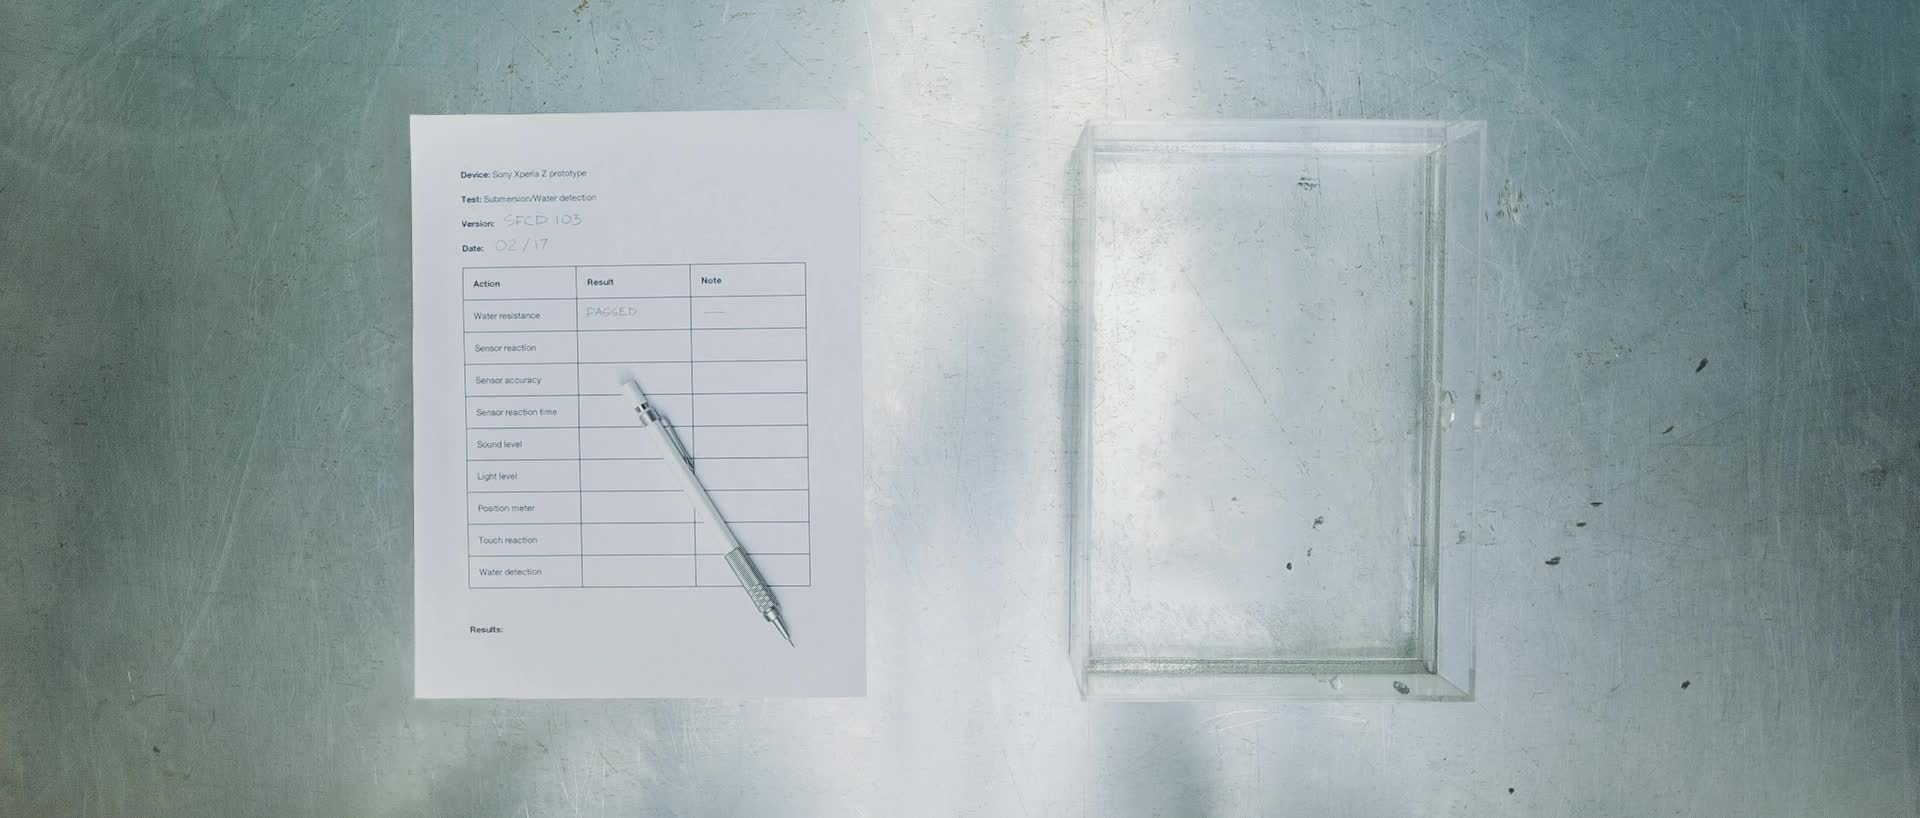 Device: Sony Xperia Z prototype
Test: Submersion/Water detection
Version: SFCD 103
Date: 02/17
Action Result Note
Water resistance PASSED —
Sensor reaction
Sensor accuracy
Sensor reaction time
Sound level
Light level
Position meter
Touch reaction
Water detection
Results: